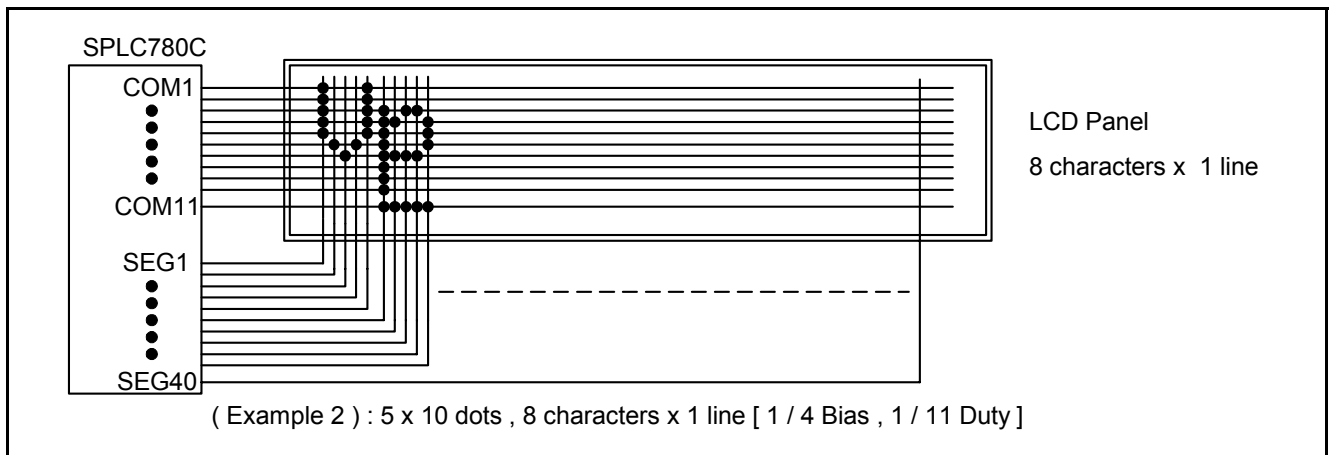 SPLC780C
COM1
COM11
SEG1
SEG40
LCD Panel
8 characters x 1 line
( Example 2 ) : 5 x 10 dots , 8 characters x 1 line [ 1 / 4 Bias , 1 / 11 Duty ]